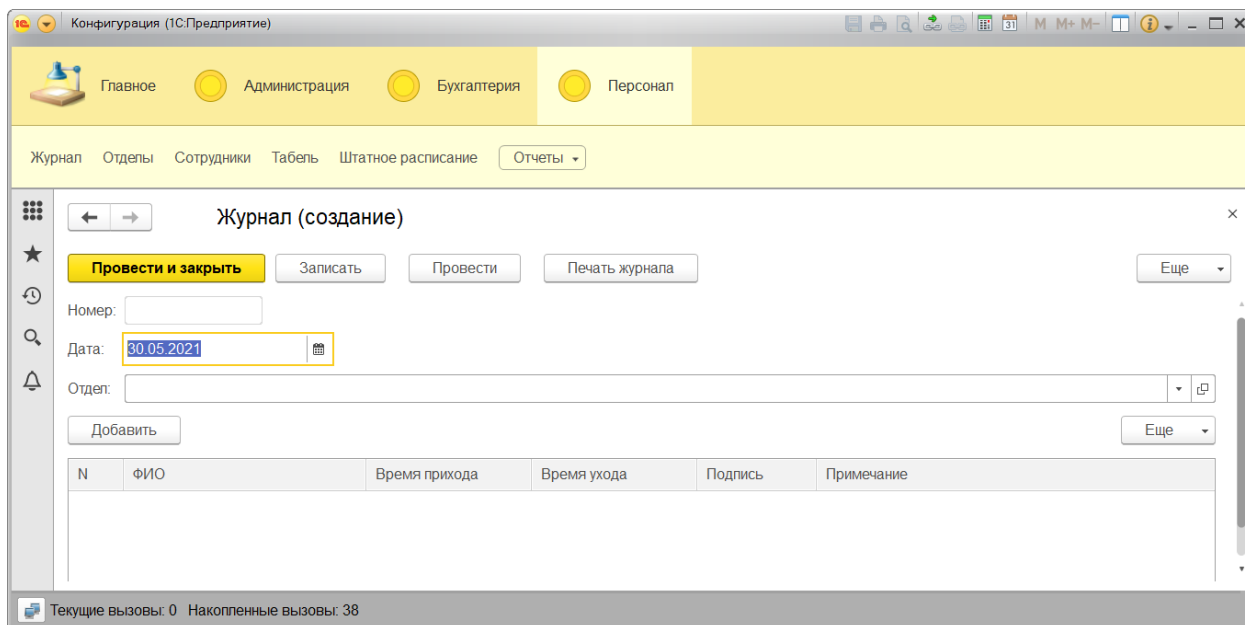 1С Конфигурация (1С:Предприятие) 31 M M+ M-
Главное Администрация Бухгалтерия Персонал
Журнал Отделы Сотрудники Табель Штатное расписание Отчеты
Журнал (создание)
Провести и закрыть Записать Провести Печать журнала Еще
Номер:
Дата: 30.05.2021
Отдел:
Добавить Еще
N ФИО Время прихода Время ухода Подпись Примечание
Текущие вызовы: 0 Накопленные вызовы: 38